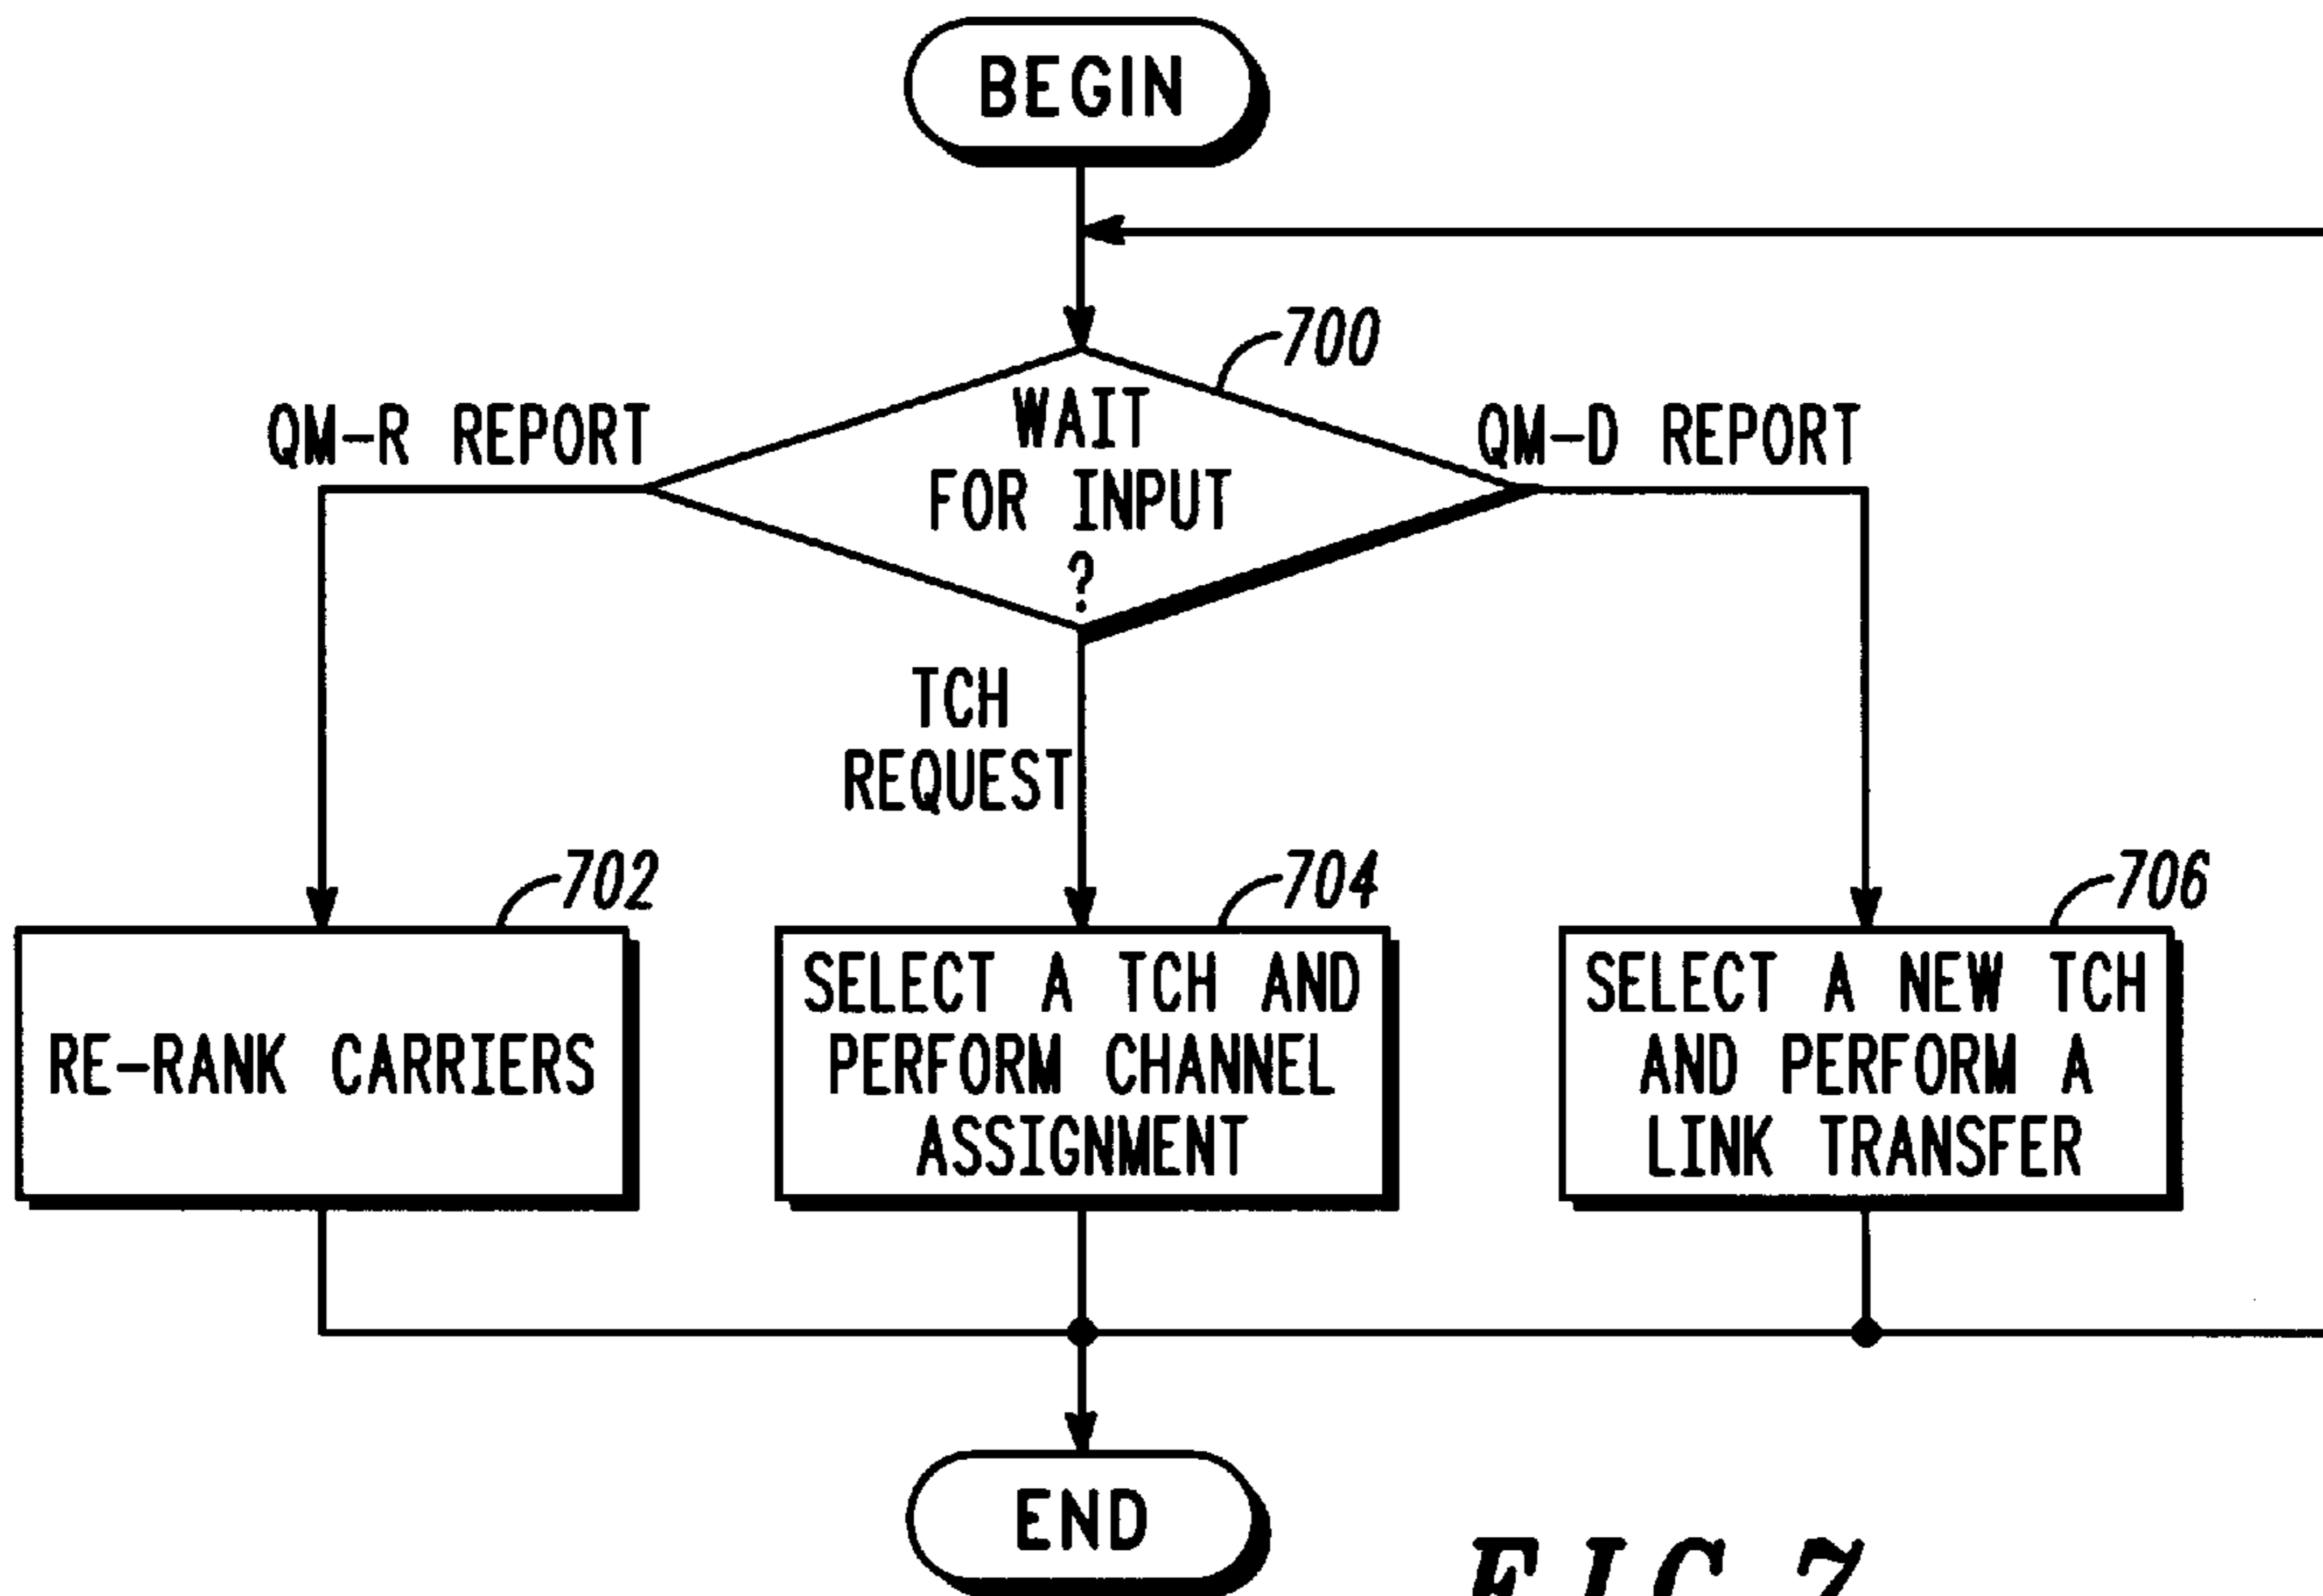 BEGIN
700
WAIT
FOR INPUT
?
QM-R REPORT
QM-D REPORT
TCH
REQUEST
702
RE-RANK CARRIERS
704
SELECT A TCH AND
PERFORM CHANNEL
ASSIGNMENT
706
SELECT A NEW TCH
AND PERFORM A
LINK TRANSFER
END
FIG.7